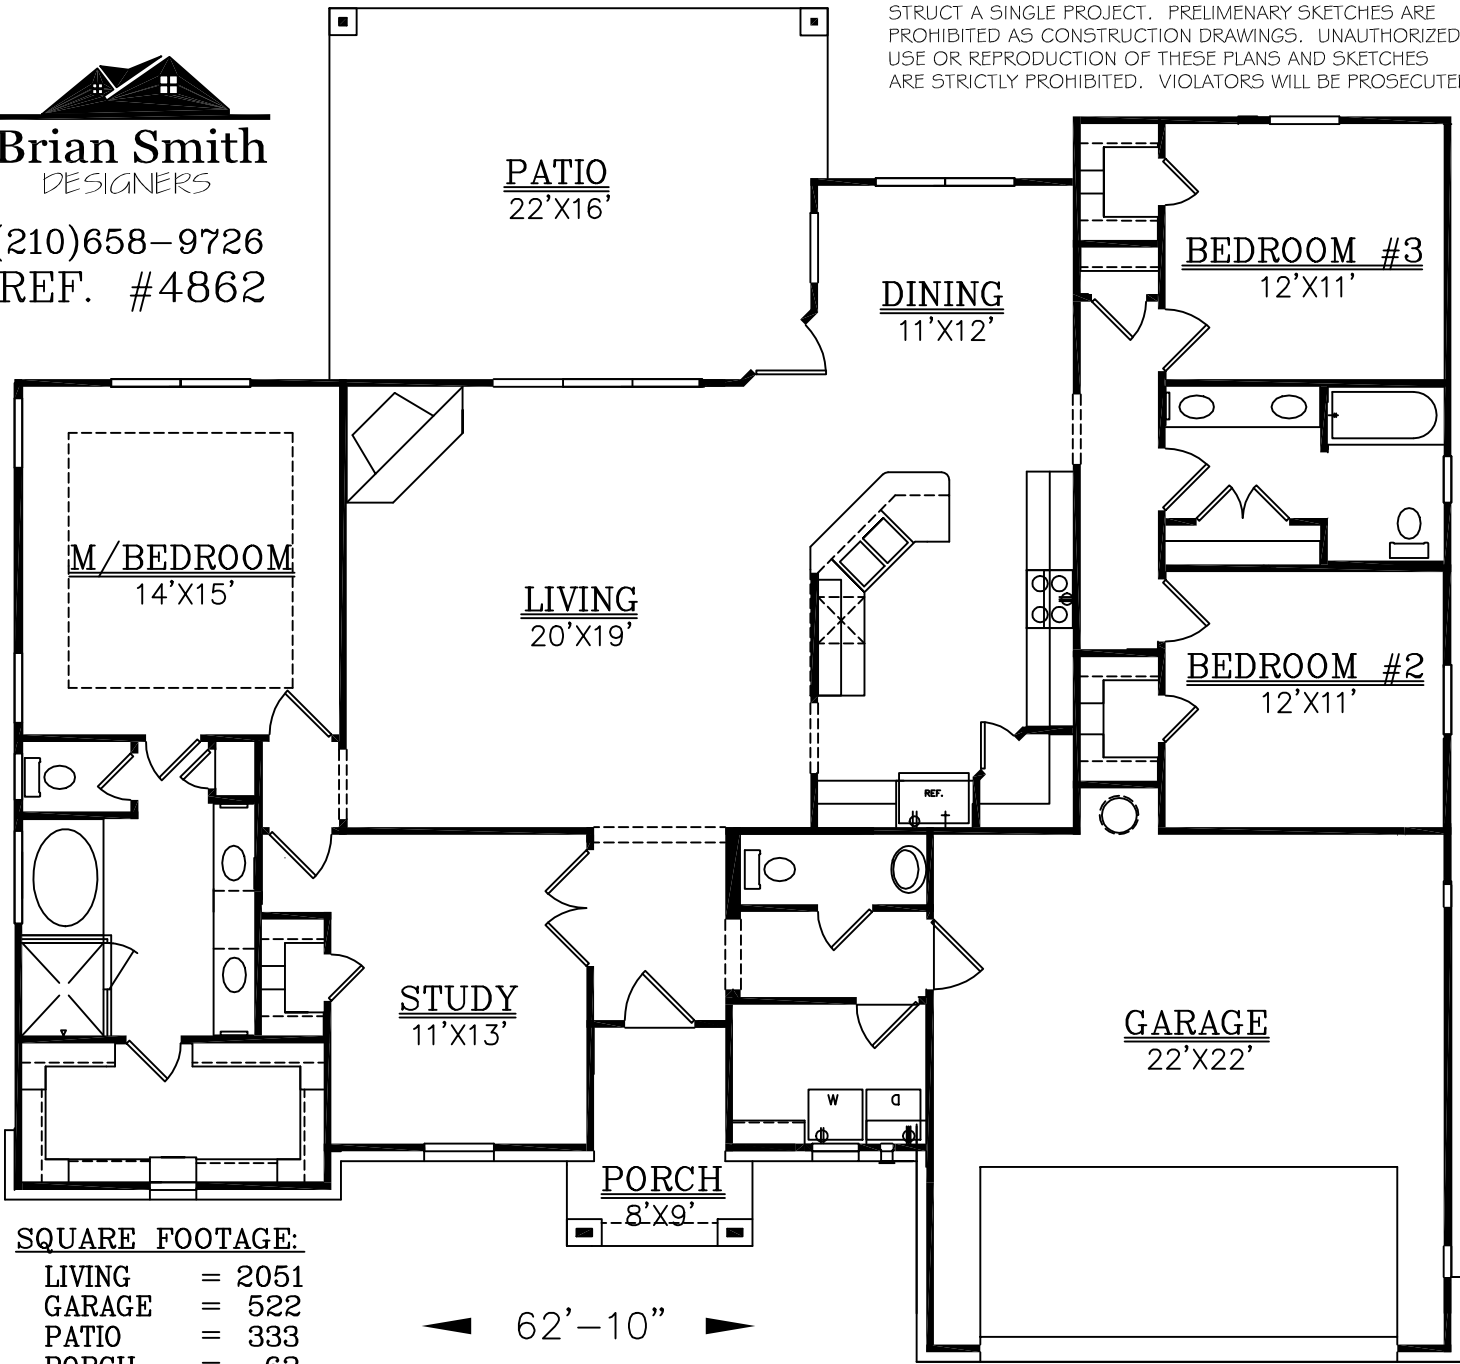 STRUCT A SINGLE PROJECT. PRELIMENARY SKETCHES ARE
PROHIBITED AS CONSTRUCTION DRAWINGS. UNAUTHORIZED
USE OR REPRODUCTION OF THESE PLANS AND SKETCHES
ARE STRICTLY PROHIBITED. VIOLATORS WILL BE PROSECUTE
Brian Smith
DESIGNERS
(210)658-9726
REF. #4862
PATIO
22'X16'
DINING
11'X12'
BEDROOM #3
12'X11'
M/BEDROOM
14'X15'
LIVING
20'X19'
BEDROOM #2
12'X11'
REF.
STUDY
11'X13'
GARAGE
22'X22'
W
D
PORCH
8'X9'
SQUARE FOOTAGE:
LIVING = 2051
GARAGE = 522
PATIO = 333
PORCH = 63
62'-10"